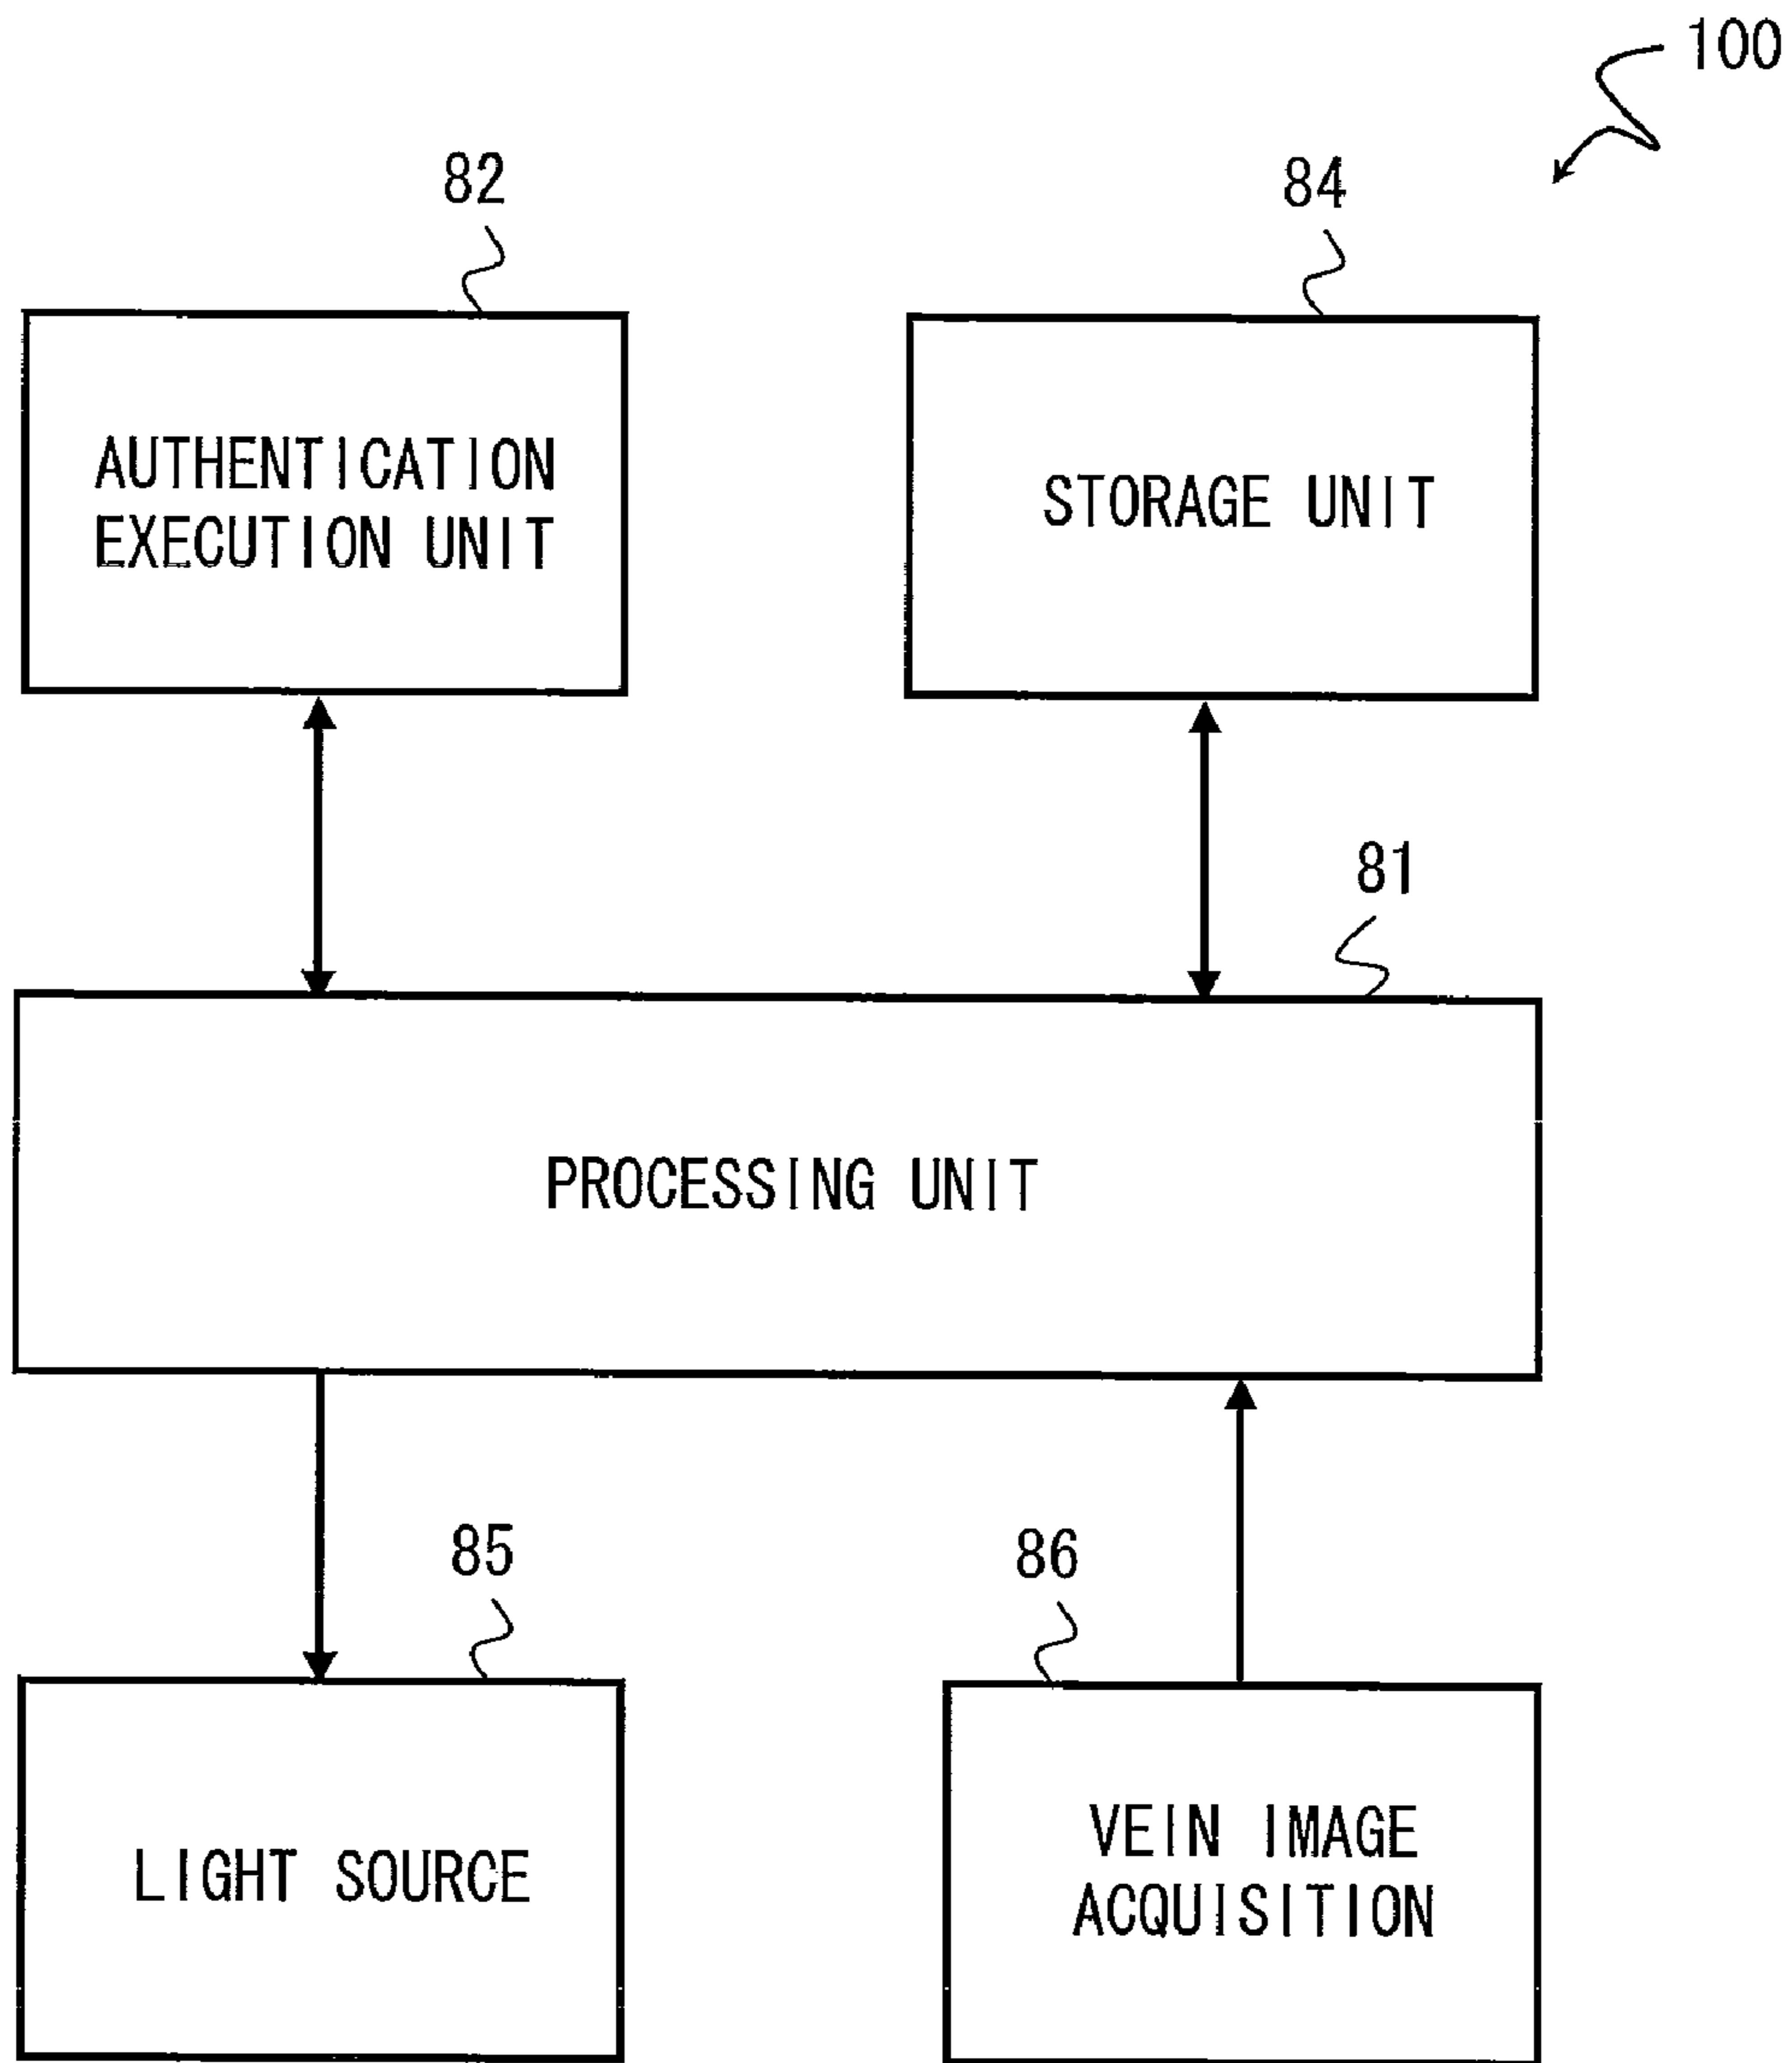 100
82
84
AUTHENTICATION
EXECUTION UNIT
STORAGE UNIT
81
PROCESSING UNIT
85
86
LIGHT SOURCE
VEIN IMAGE
ACQUISITION